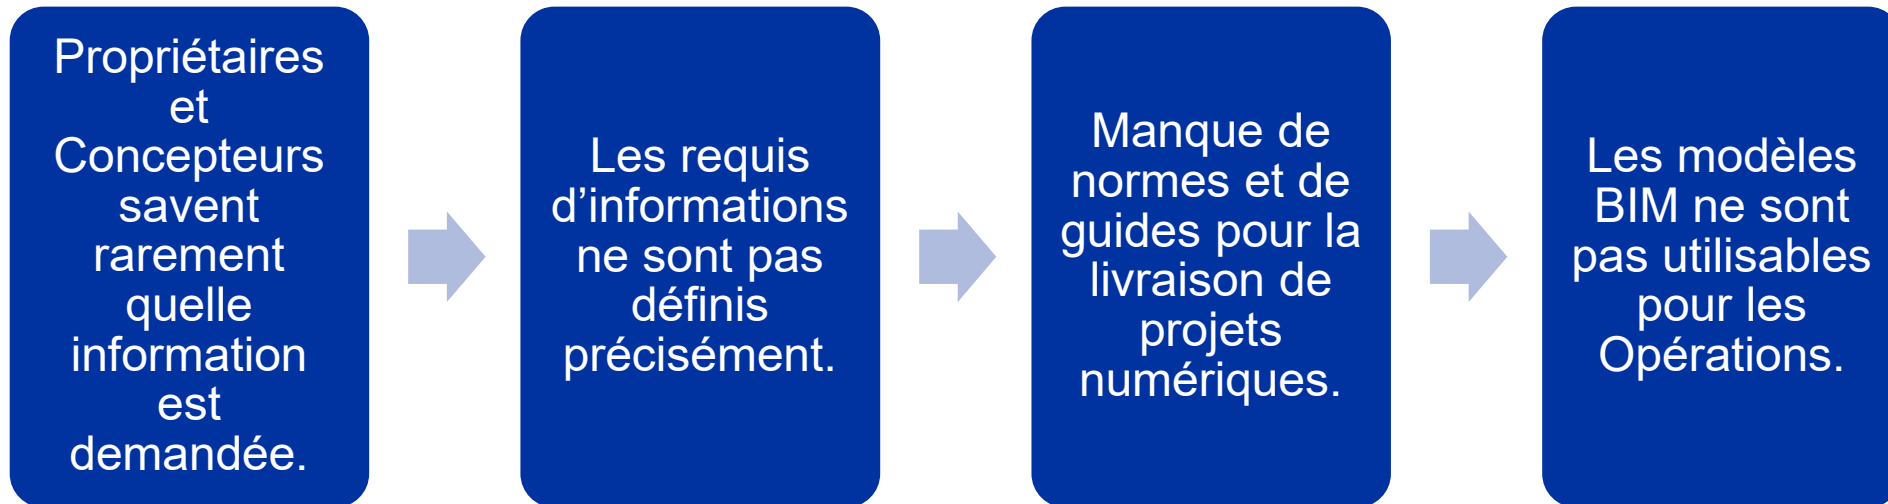 Propriétaires
et
Concepteurs
savent
rarement
quelle
information
est
demandée.
Les requis
d’informations
ne sont pas
définis
précisément.
Manque de
normes et de
guides pour la
livraison de
projets
numériques.
Les modèles
BIM ne sont
pas utilisables
pour les
Opérations.